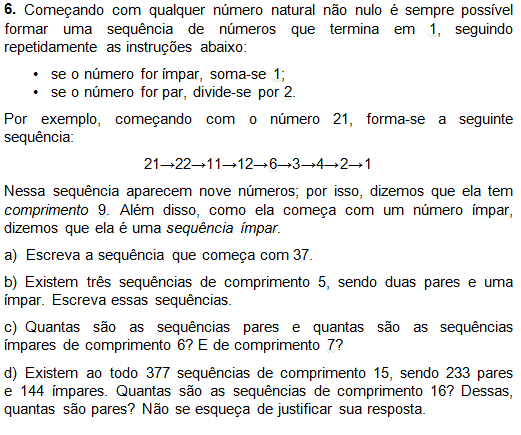 6. Começando com qualquer número natural não nulo é sempre possível
formar uma sequência de números que termina em 1, seguindo
repetidamente as instruções abaixo:
• se o número for ímpar, soma-se 1;
• se o número for par, divide-se por 2.
Por exemplo, começando com o número 21, forma-se a seguinte
sequência:
21→22→11→12→6→3→4→2→1
Nessa sequência aparecem nove números; por isso, dizemos que ela tem
comprimento 9. Além disso, como ela começa com um número ímpar,
dizemos que ela é uma sequência ímpar.
a) Escreva a sequência que começa com 37.
b) Existem três sequências de comprimento 5, sendo duas pares e uma
ímpar. Escreva essas sequências.
c) Quantas são as sequências pares e quantas são as sequências
ímpares de comprimento 6? E de comprimento 7?
d) Existem ao todo 377 sequências de comprimento 15, sendo 233 pares
e 144 ímpares. Quantas são as sequências de comprimento 16? Dessas,
quantas são pares? Não se esqueça de justificar sua resposta.